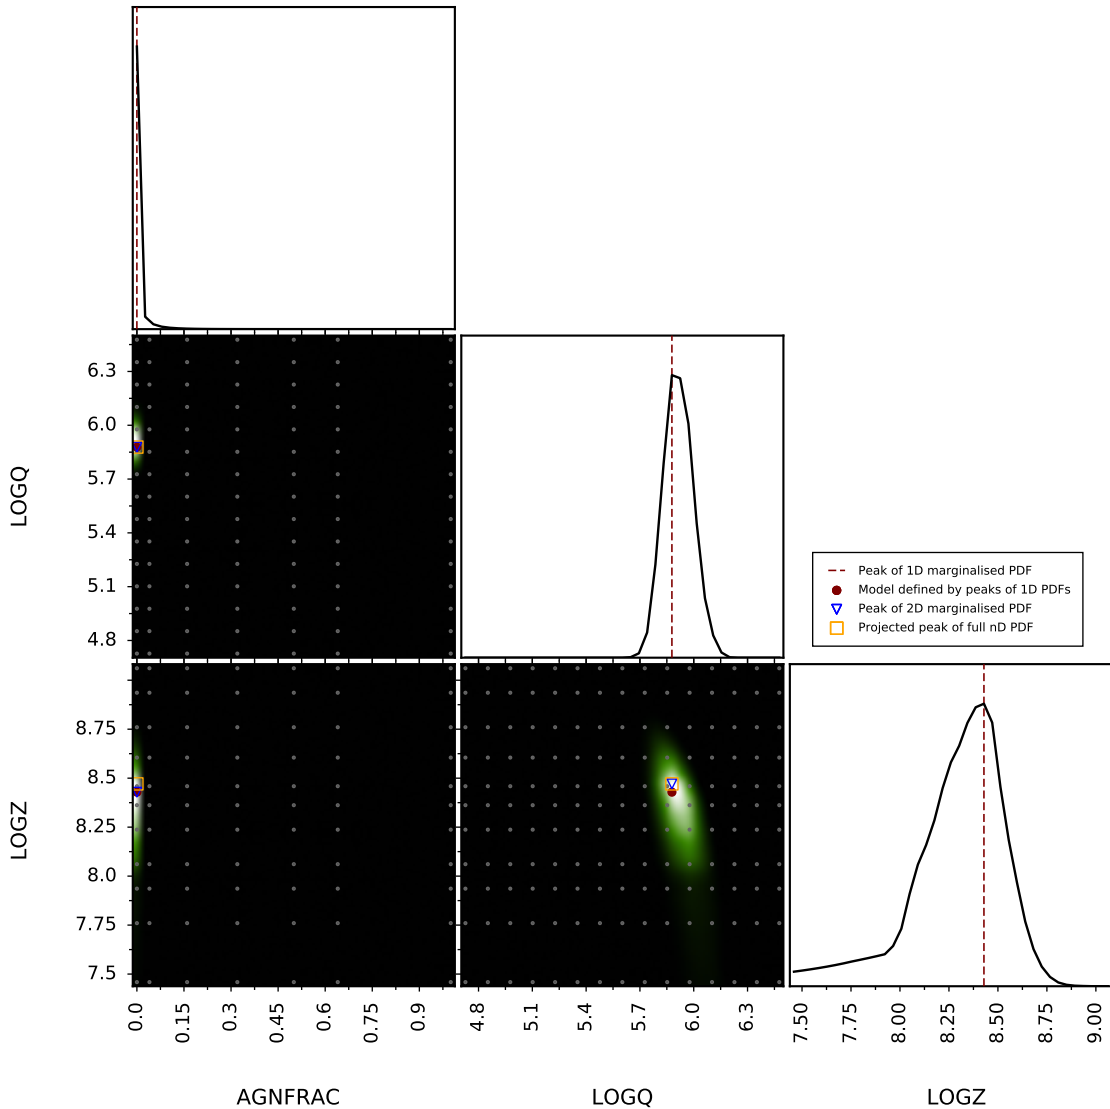 6.3
6.0
5.7
5.4
5.1
4.8
LOGQ
Peak of 1D marginalised PDF
Model defined by peaks of 1D PDFs
Peak of 2D marginalised PDF
Projected peak of full nD PDF
8.75
8.5
8.25
8.0
7.75
7.5
LOGZ
0.0 0.15 0.3 0.45 0.6 0.75 0.9
4.8 5.1 5.4 5.7 6.0 6.3
7.50 7.75 8.00 8.25 8.50 8.75 9.00
AGNFRAC
LOGQ
LOGZ